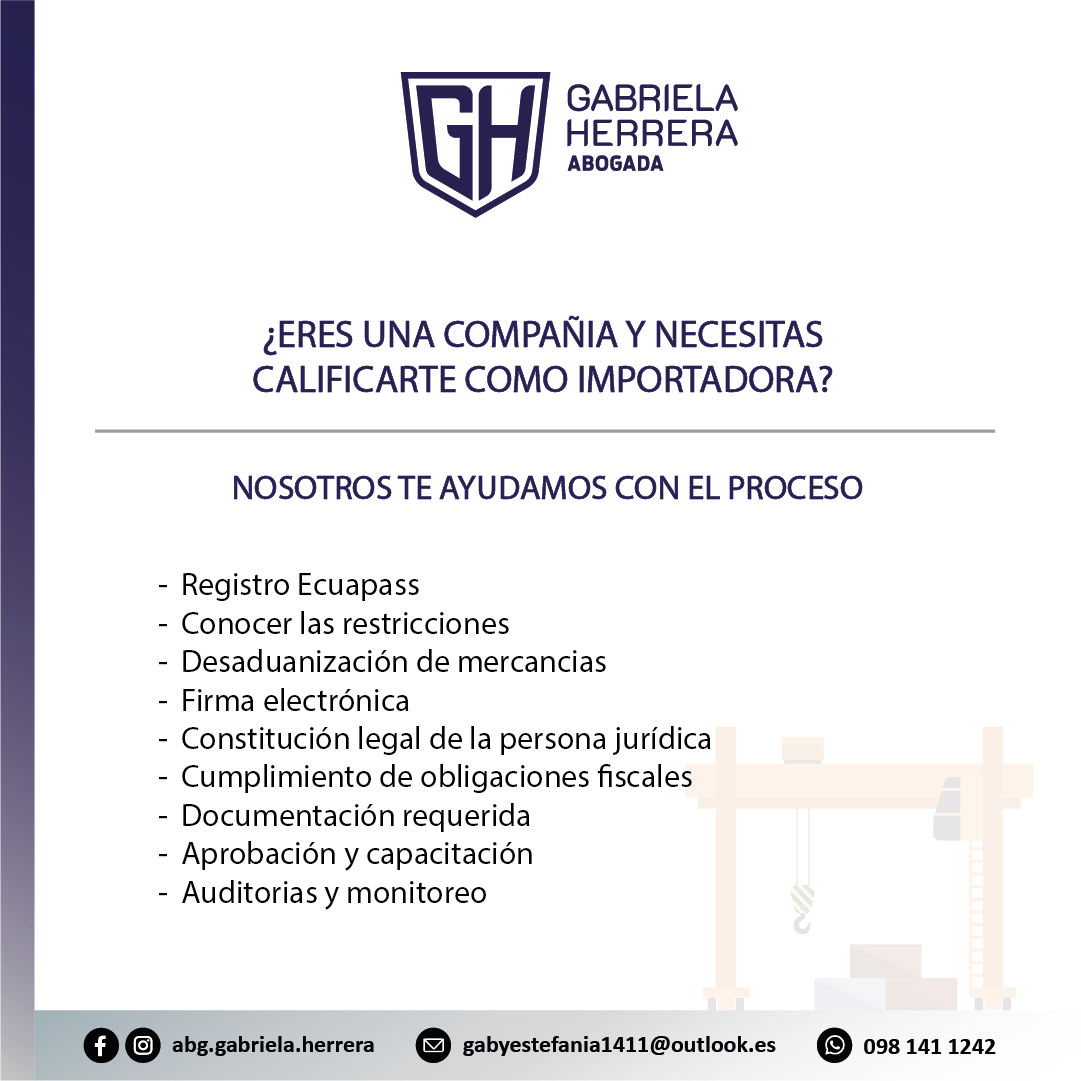 GH
GABRIELA
HERRERA
ABOGADA
¿ERES UNA COMPAÑIA Y NECESITAS
CALIFICARTE COMO IMPORTADORA?
NOSOTROS TE AYUDAMOS CON EL PROCESO
- Registro Ecuapass
- Conocer las restricciones
- Desaduanización de mercancias
- Firma electrónica
- Constitución legal de la persona jurídica
- Cumplimiento de obligaciones fiscales
- Documentación requerida
- Aprobación y capacitación
- Auditorias y monitoreo
abg.gabriela.herrera gabyestefania1411@outlook.es 098 141 1242